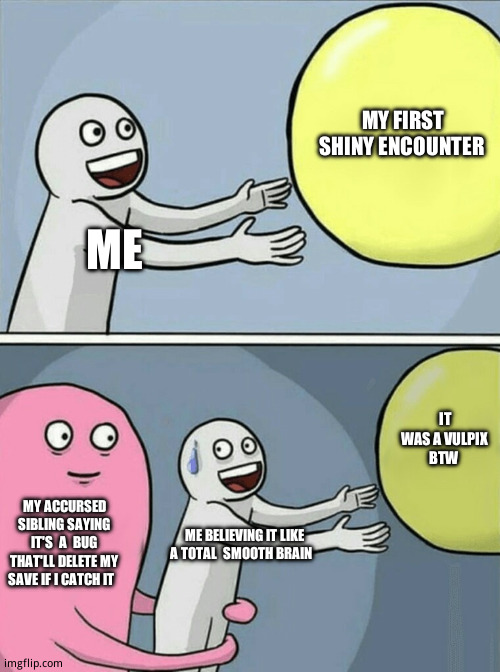 MY FIRST
SHINY ENCOUNTER
ME
IT
WAS A VULPIX
BTW
MY ACCURSED
SIBLING SAYING
IT'S A BUG
THAT'LL DELETE MY
SAVE IF I CATCH IT
ME BELIEVING IT LIKE
A TOTAL SMOOTH BRAIN
imgflip.com